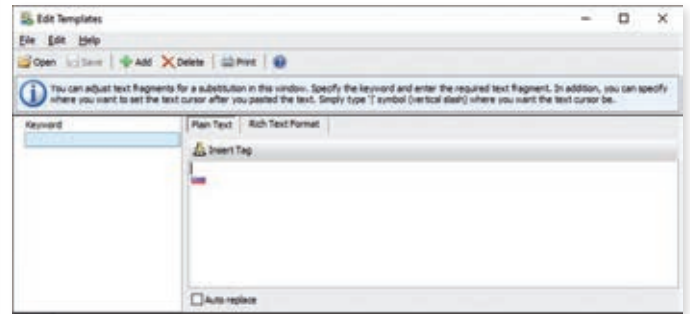 Edit Templates
File Edit Help
Open Save Add Delete Print
You can adjust text fragments for a substitution in this window. Specify the keyword and enter the required text fragment. In addition, you can specify
where you want to set the text cursor after you pasted the text. Simply type '|' symbol (vertical slash) where you want the text cursor be.
Keyword
Plain Text Rich Text Format
Insert Tag
Auto replace